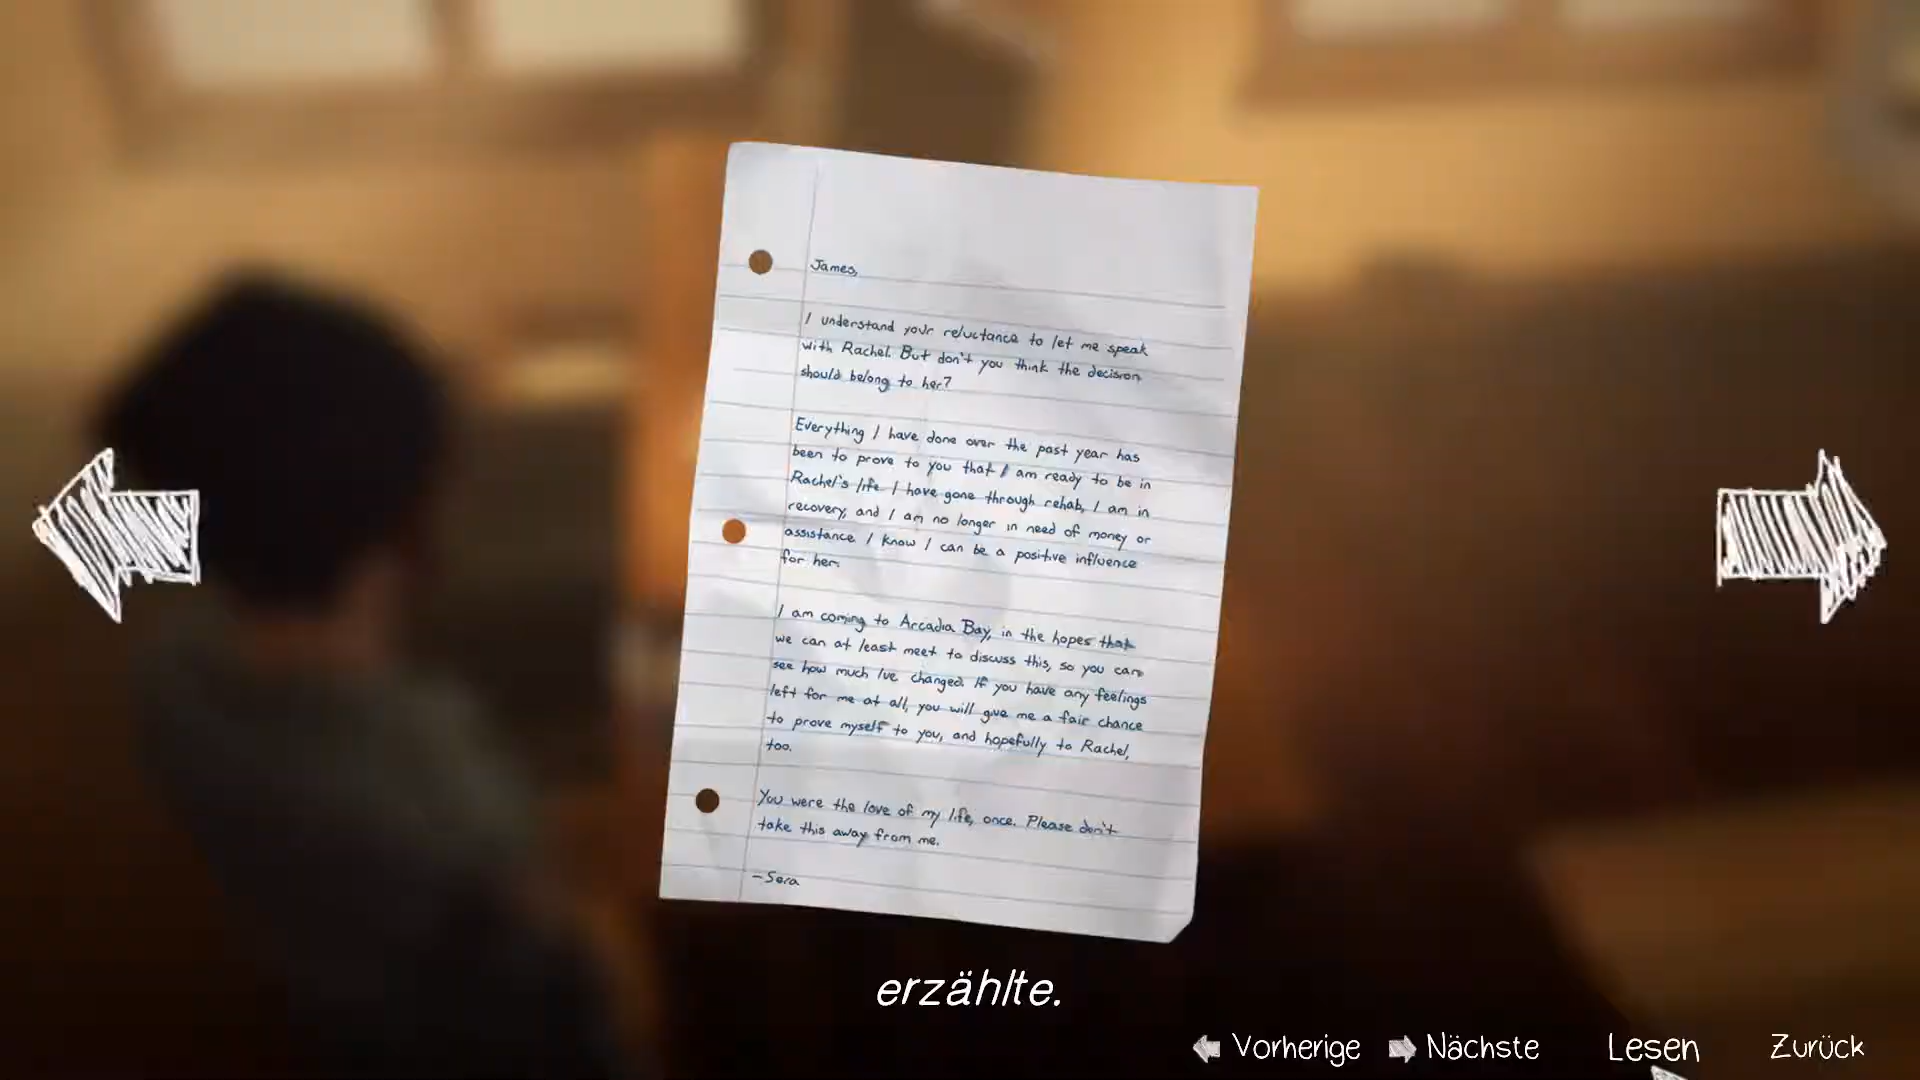 James,
I understand your reluctance to let me speak
with Rachel. But don't you think the decision
should belong to her?
Everything I have done over the past year has
been to prove to you that I am ready to be in
Rachel's life. I have gone through rehab, I am in
recovery, and I am no longer in need of money or
assistance. I know I can be a positive influence
for her.
I am coming to Arcadia Bay, in the hopes that
we can at least meet to discuss this, so you can
see how much I've changed. If you have any feelings
left for me at all, you will give me a fair chance
to prove myself to you, and hopefully to Rachel,
too.
You were the love of my life, once. Please don't
take this away from me.
-Sera
erzählte.
Vorherige Nächste Lesen Zurück